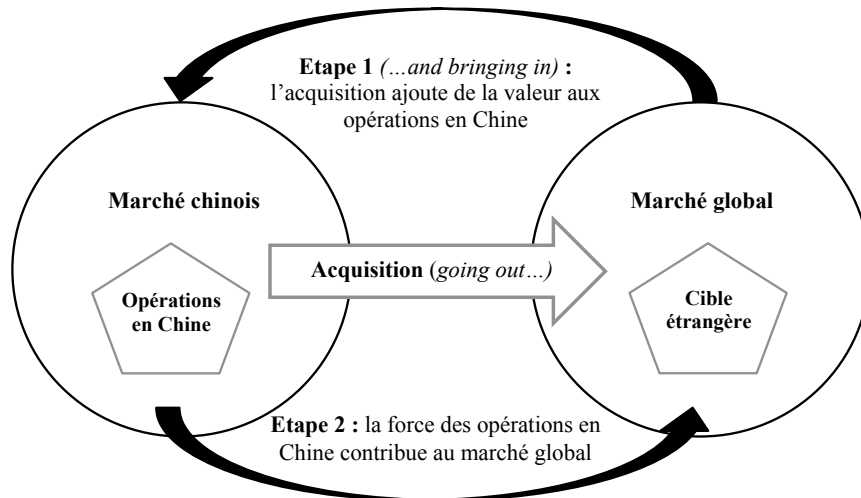 Etape 1 (…and bringing in) :
l’acquisition ajoute de la valeur aux
opérations en Chine
Marché chinois
Marché global
Acquisition (going out…)
Opérations
en Chine
Cible
étrangère
Etape 2 : la force des opérations en
Chine contribue au marché global